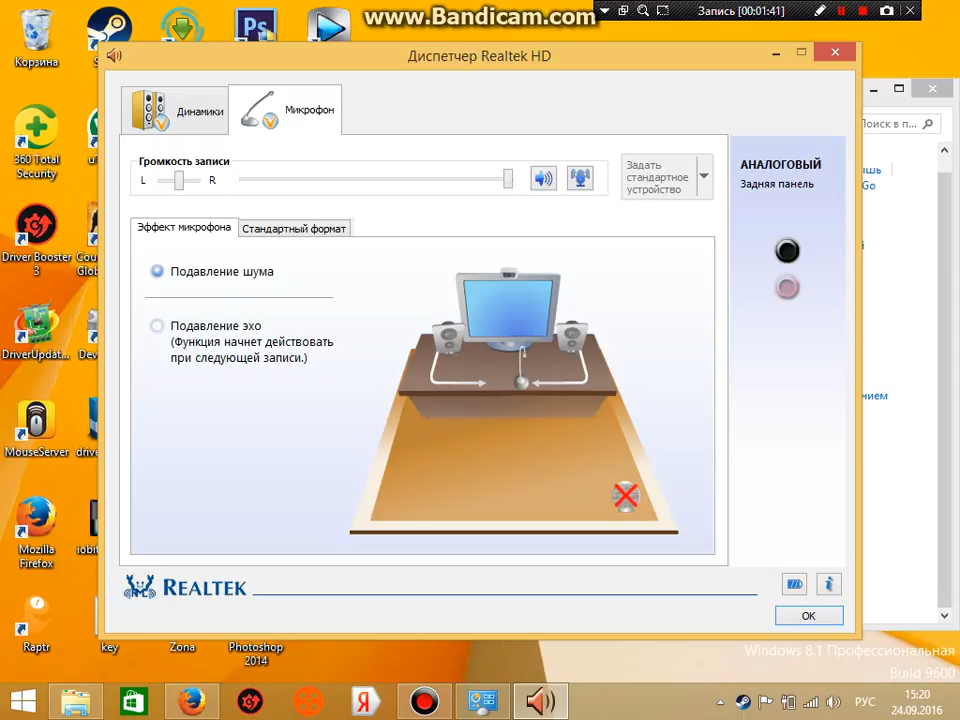 www.Bandicam.com
Запись [00:01:41]
Корзина
Ps
Диспетчер Realtek HD
Динамики
Микрофон
Поиск в п...
Громкость записи
L
R
Задать
стандартное
устройство
АНАЛОГОВЫЙ
Задняя панель
360 Total
Security
Эффект микрофона
Стандартный формат
Подавление шума
Driver Booster
3
Подавление эхо
(Функция начнет действовать
при следующей записи.)
DriverUpdat...
MouseServer
Mozilla
Firefox
REALTEK
OK
Raptr
key
Zona
Photoshop
2014
Windows 8.1 Профессиональная
Build 9600
Я
РУС
15:20
24.09.2016